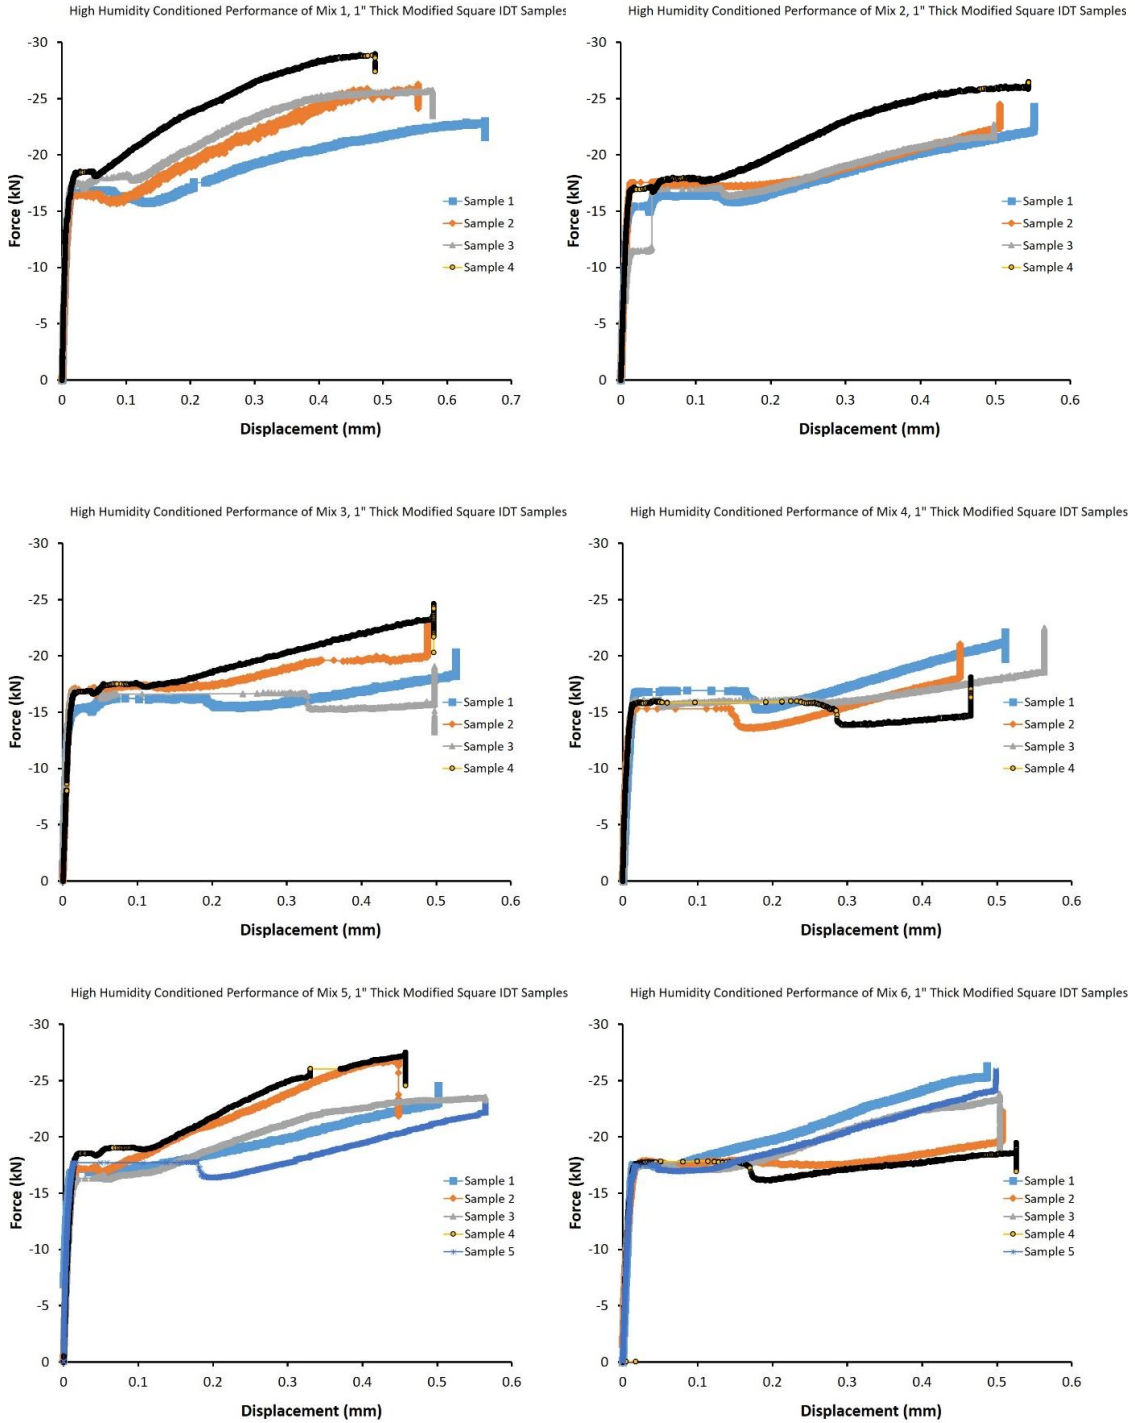 High Humidity Conditioned Performance of Mix 1, 1" Thick Modified Square IDT Samples
-30
-25
-20
-15
-10
-5
0
Force (kN)
Sample 1
Sample 2
Sample 3
Sample 4
0 0.1 0.2 0.3 0.4 0.5 0.6 0.7
Displacement (mm)
High Humidity Conditioned Performance of Mix 2, 1" Thick Modified Square IDT Samples
-30
-25
-20
-15
-10
-5
0
Force (kN)
Sample 1
Sample 2
Sample 3
Sample 4
0 0.1 0.2 0.3 0.4 0.5 0.6
Displacement (mm)
High Humidity Conditioned Performance of Mix 3, 1" Thick Modified Square IDT Samples
-30
-25
-20
-15
-10
-5
0
Force (kN)
Sample 1
Sample 2
Sample 3
Sample 4
0 0.1 0.2 0.3 0.4 0.5 0.6
Displacement (mm)
High Humidity Conditioned Performance of Mix 4, 1" Thick Modified Square IDT Samples
-30
-25
-20
-15
-10
-5
0
Force (kN)
Sample 1
Sample 2
Sample 3
Sample 4
0 0.1 0.2 0.3 0.4 0.5 0.6
Displacement (mm)
High Humidity Conditioned Performance of Mix 5, 1" Thick Modified Square IDT Samples
-30
-25
-20
-15
-10
-5
0
Force (kN)
Sample 1
Sample 2
Sample 3
Sample 4
Sample 5
0 0.1 0.2 0.3 0.4 0.5 0.6
Displacement (mm)
High Humidity Conditioned Performance of Mix 6, 1" Thick Modified Square IDT Samples
-30
-25
-20
-15
-10
-5
0
Force (kN)
Sample 1
Sample 2
Sample 3
Sample 4
Sample 5
0 0.1 0.2 0.3 0.4 0.5 0.6
Displacement (mm)